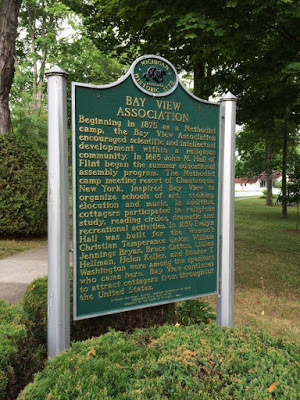 MICHIGAN
HISTORIC SITE
BAY VIEW
ASSOCIATION
Beginning in 1875 as a Methodist
camp, the Bay View Association
encouraged scientific and intellectual
development within a religious
community. In 1885 John M. Hall of
Flint began the summer educational
assembly program. The Methodist
camp meeting resort of Chautauqua,
New York, inspired Bay View to
organize schools of art, cooking,
elocution and music. In addition,
cottagers participated in religious
study, reading circles, dramatic and
recreational activities. In
Hall was built for the Women's
Christian Temperance Union. William
Jennings Bryan, Bruce Catton, Lillian
Hellman, Helen Keller, and Booker T.
Washington were among the speakers
who came here. Bay View continues
to attract cottagers from throughout
the United States.